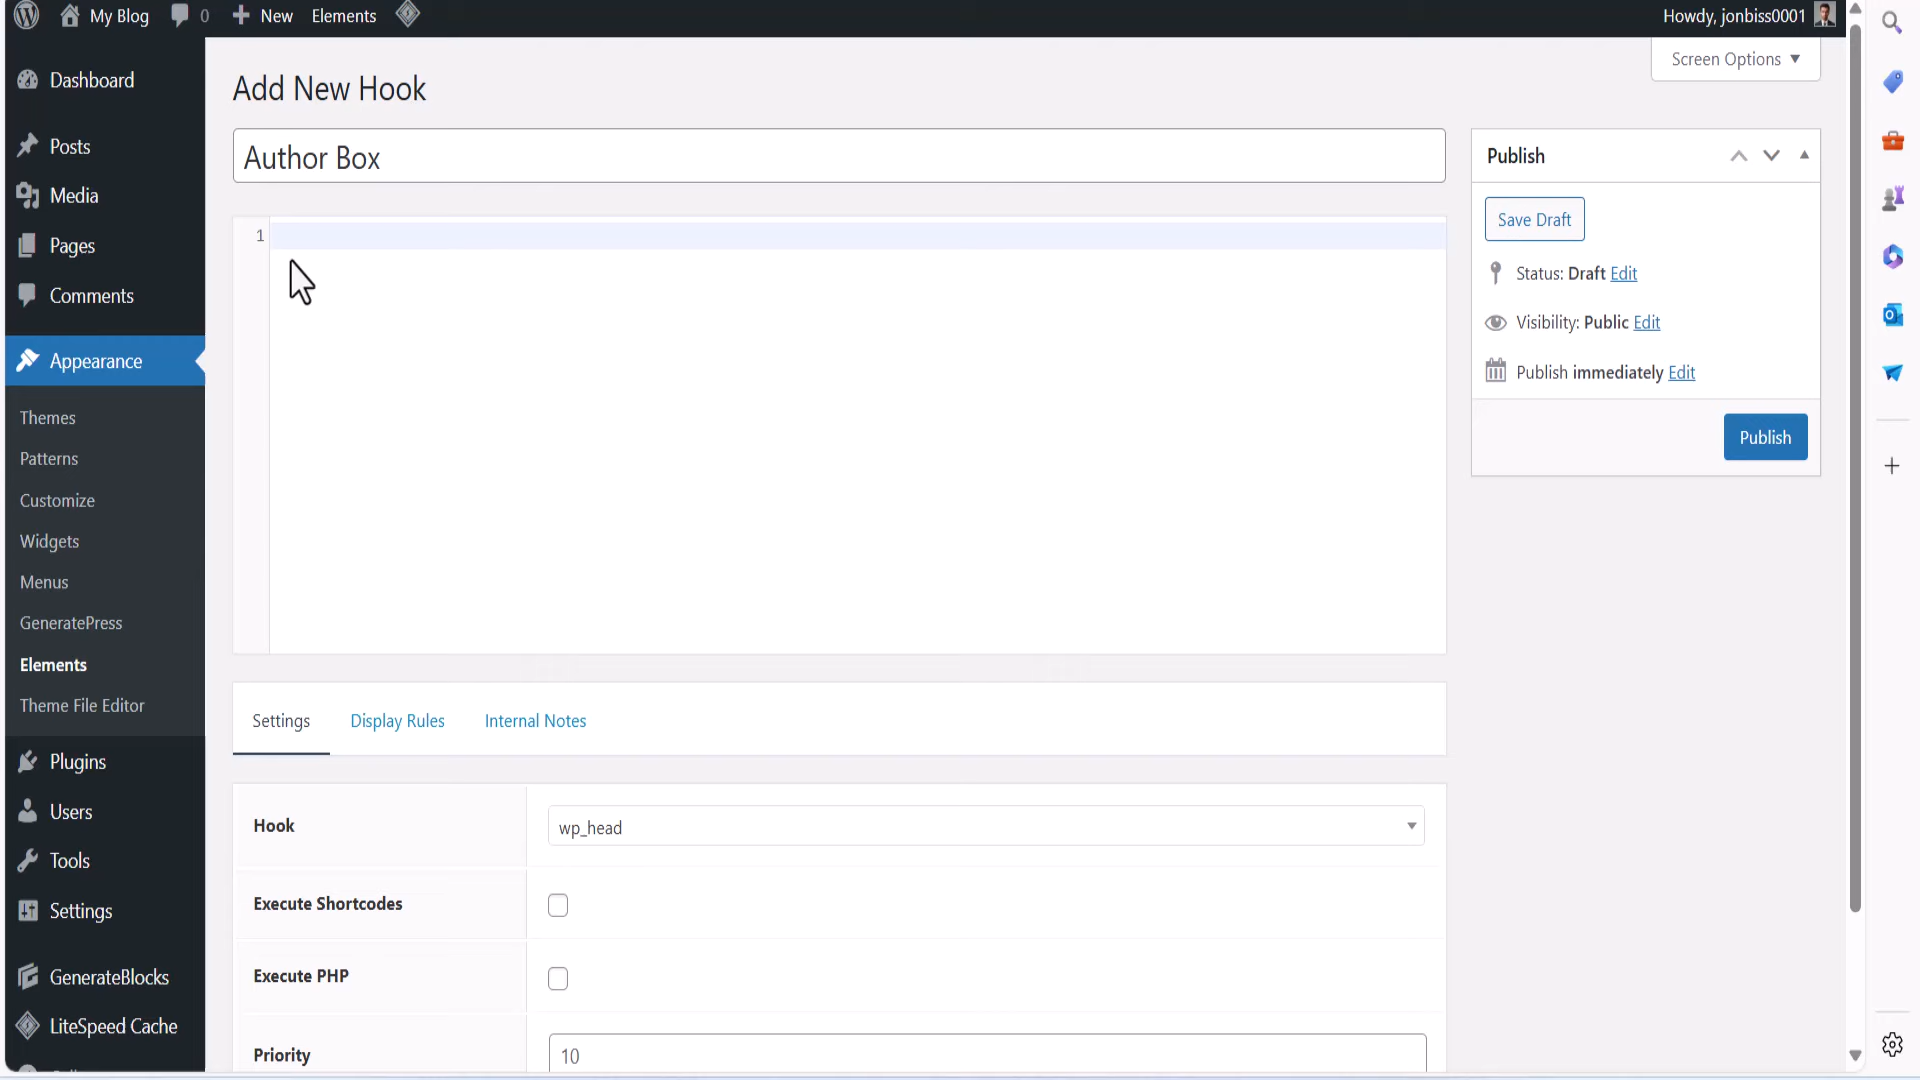 My Blog 0 New Elements Howdy, jonbiss0001
Screen Options
Dashboard
Posts
Media
Pages
Comments
Appearance
Themes
Patterns
Customize
Widgets
Menus
GeneratePress
Elements
Theme File Editor
Plugins
Users
Tools
Settings
GenerateBlocks
LiteSpeed Cache
Add New Hook
Author Box
1
Settings Display Rules Internal Notes
Hook wp_head
Execute Shortcodes
Execute PHP
Priority 10
Publish
Save Draft
Status: Draft Edit
Visibility: Public Edit
Publish immediately Edit
Publish